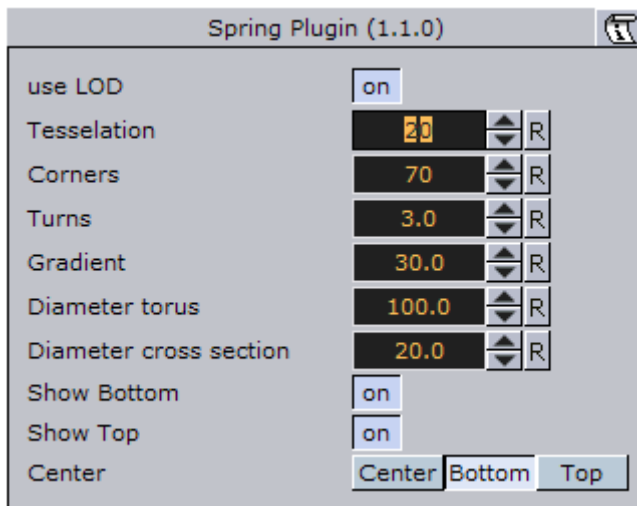 Spring Plugin (1.1.0)
use LOD on
Tesselation 20 R
Corners 70 R
Turns 3.0 R
Gradient 30.0 R
Diameter torus 100.0 R
Diameter cross section 20.0 R
Show Bottom on
Show Top on
Center Center Bottom Top